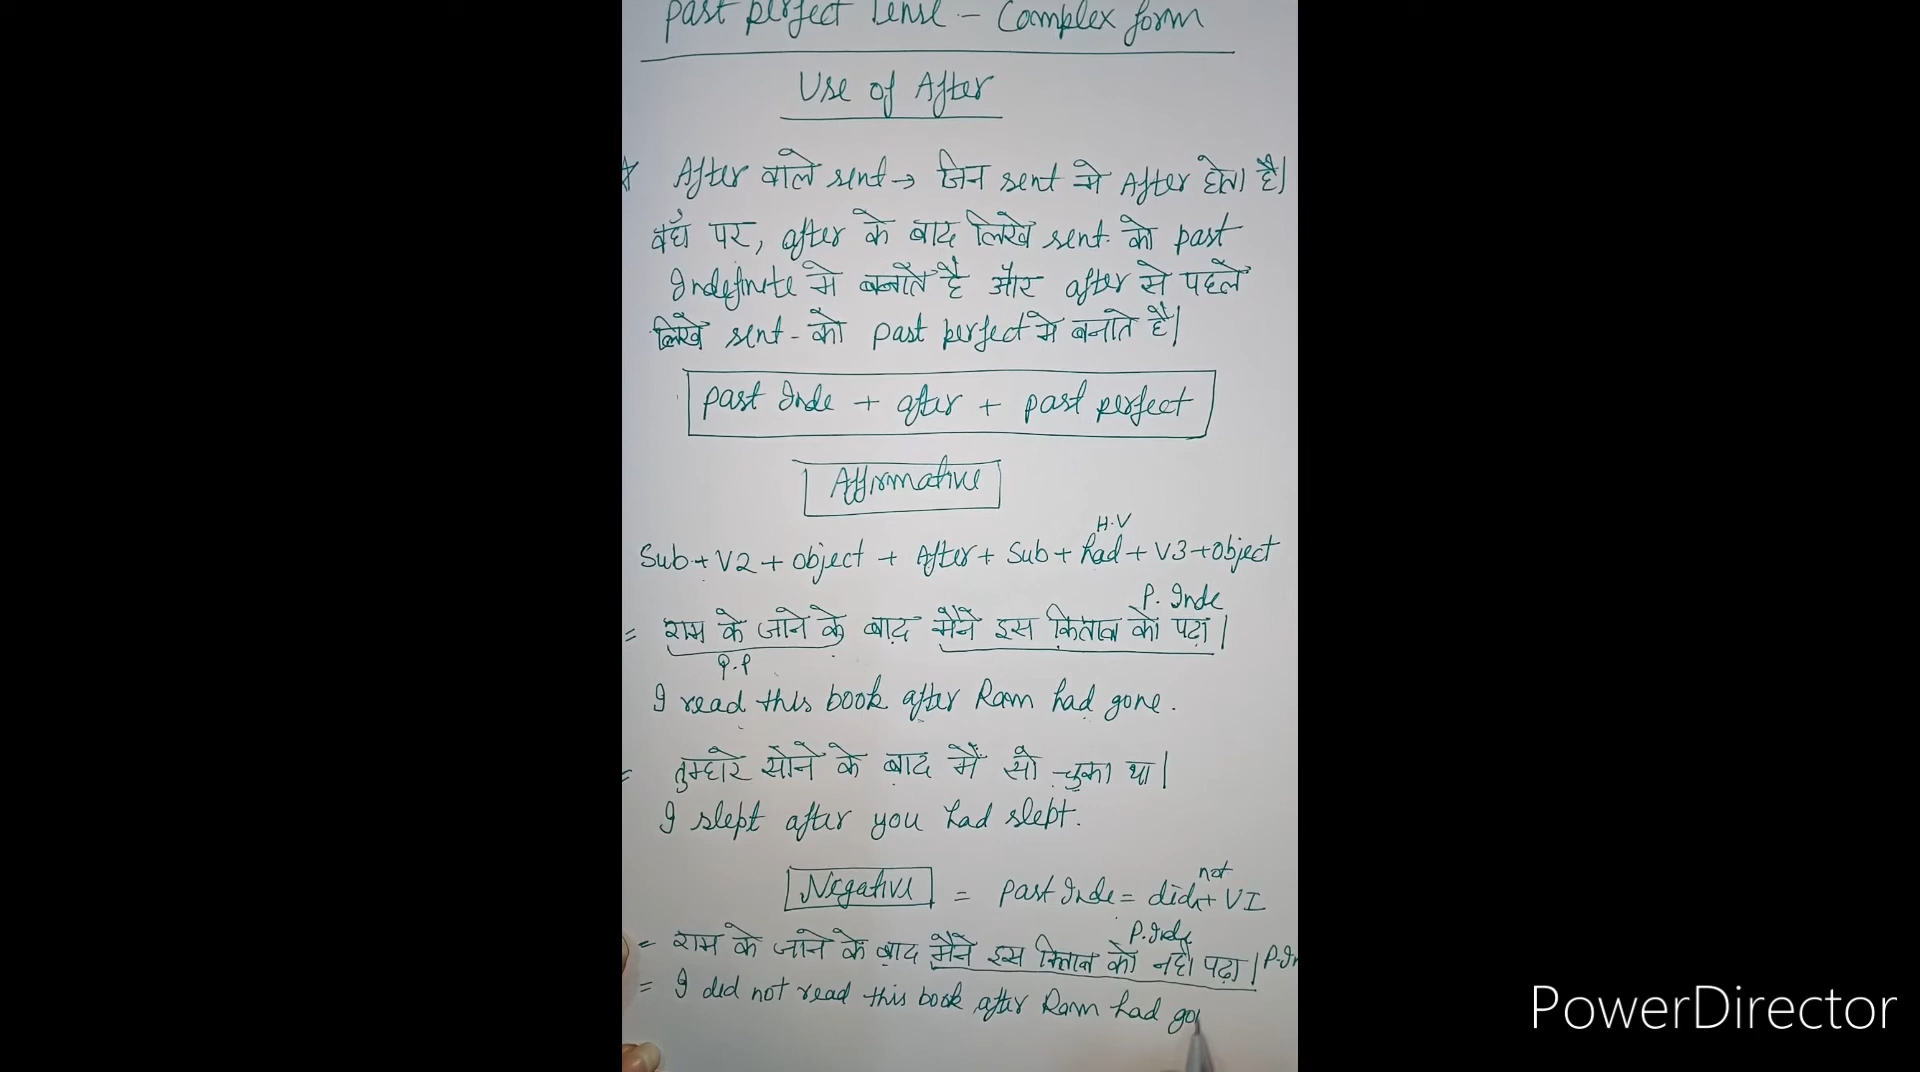 Past perfect Tense - Complex form
Use of After
☆ After वाले sent → जिन sent मे After होता है।
वहाँ पर, after के बाद लिखे sent. को past
Indefinite मे बनाते है और after से पहले
लिखे sent - को past perfect मे बनाते है।
past Inde + after + past perfect
Affirmative
H.V
Sub + V2 + object + After + Sub + had + V3 + object
P. Inde
= राम के जाने के बाद मैंने इस किताब को पढ़ा।
P.P
I read this book after Ram had gone.
= तुम्हारे सोने के बाद मैं सो चुका था।
I slept after you had slept.
not
Negative = past Inde = did + VI
P. Inde
= राम के जाने के बाद मैंने इस किताब को नही पढ़ा। P.In
= I did not read this book after Ram had go
PowerDirector